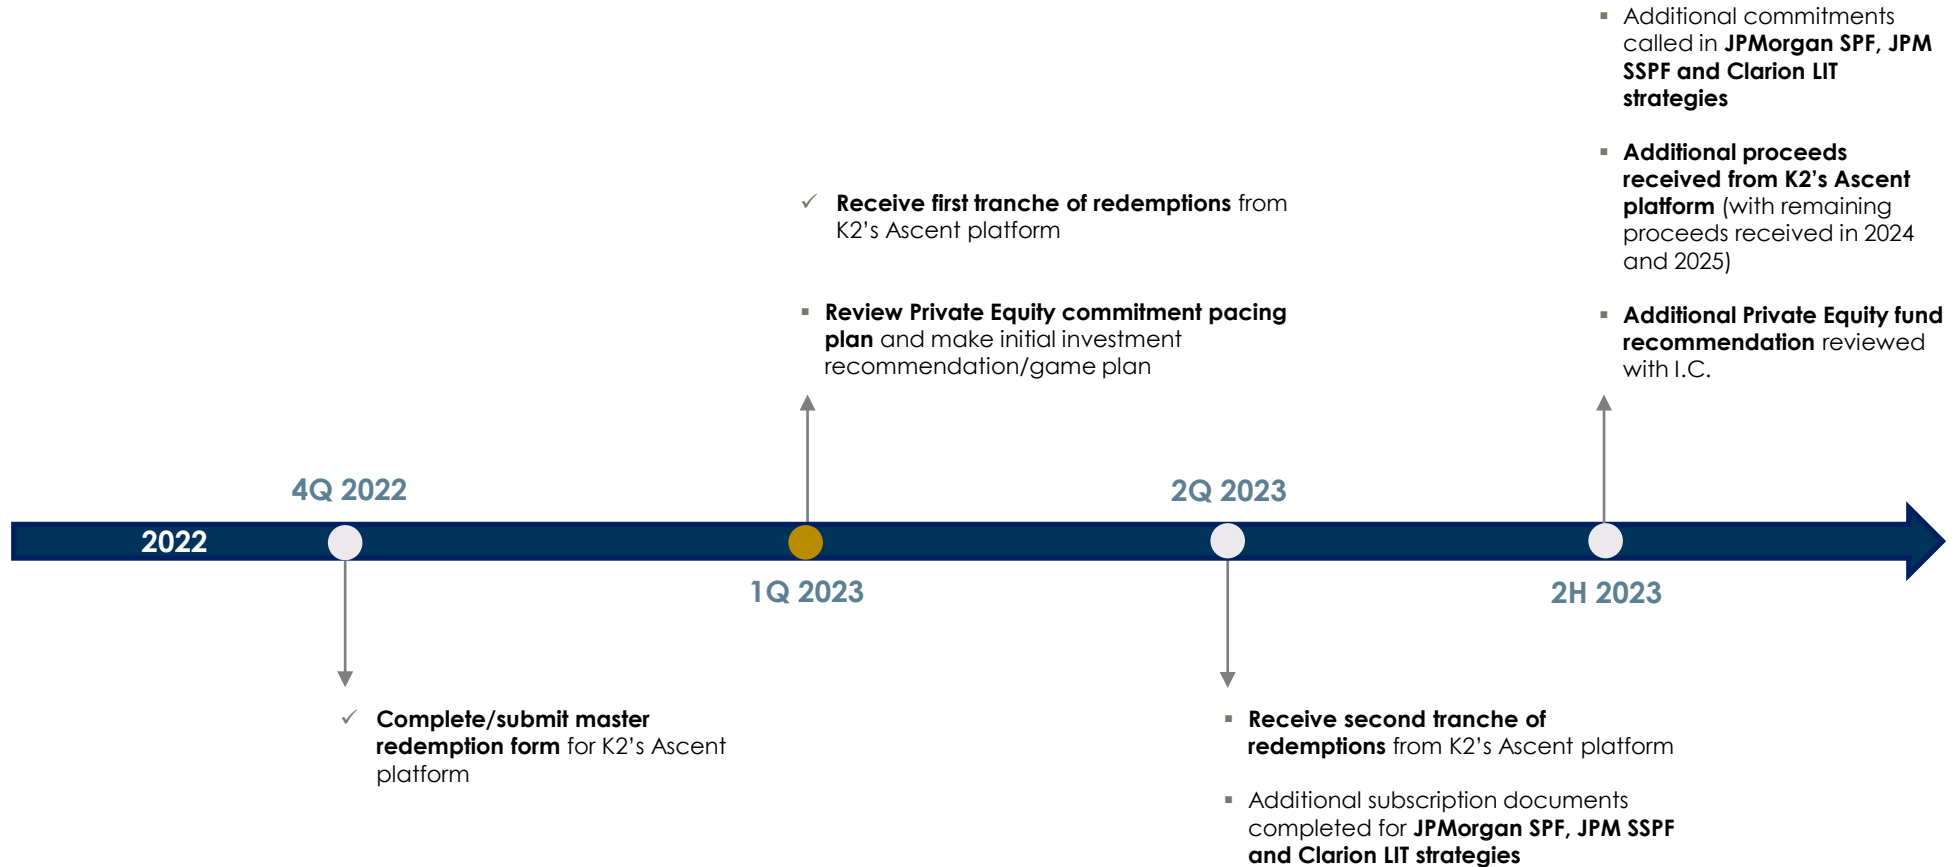 ▪ Additional commitments
called in JPMorgan SPF, JPM
SSPF and Clarion LIT
strategies
▪ Additional proceeds
received from K2’s Ascent
platform (with remaining
proceeds received in 2024
and 2025)
▪ Additional Private Equity fund
recommendation reviewed
with I.C.
✓ Receive first tranche of redemptions from
K2’s Ascent platform
▪ Review Private Equity commitment pacing
plan and make initial investment
recommendation/game plan
4Q 2022
2Q 2023
2022
1Q 2023
2H 2023
✓ Complete/submit master
redemption form for K2’s Ascent
platform
▪ Receive second tranche of
redemptions from K2’s Ascent platform
▪ Additional subscription documents
completed for JPMorgan SPF, JPM SSPF
and Clarion LIT strategies